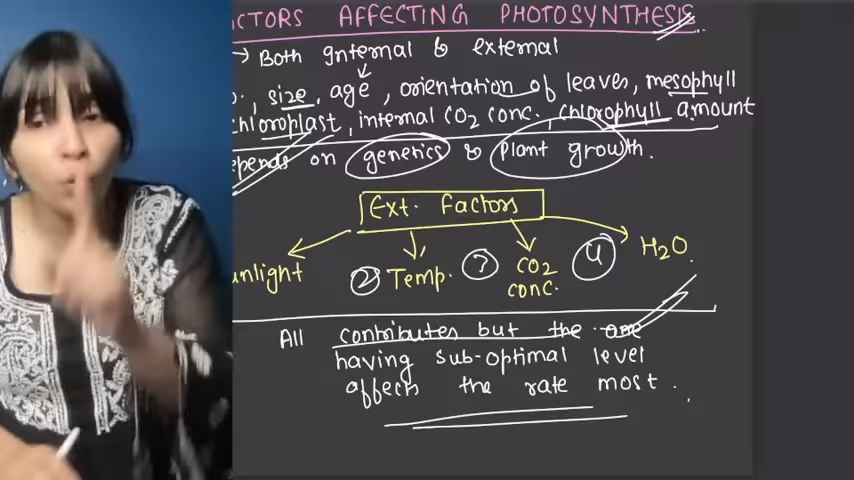 CTORS AFFECTING PHOTOSYNTHESIS
→ Both Internal & external
size, age, orientation of leaves, mesophyll
chloroplast, internal CO2 conc., chlorophyll amount
epends on genetics & plant growth.
Ext. Factors
unlight ② Temp. ③ CO2 conc. ④ H2O
All contributes but the one
having sub-optimal level
affects the rate most.